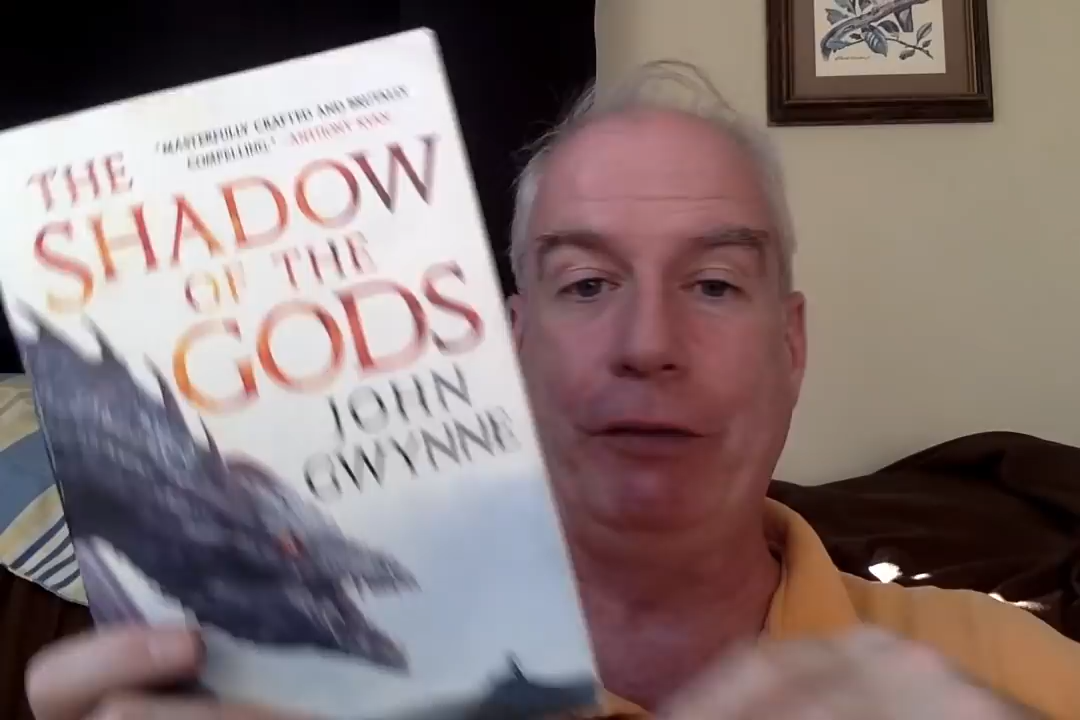 "MASTERFULLY CRAFTED AND BRUTALLY
COMPELLING." —ANTHONY RYAN
THE
SHADOW
OF THE
GODS
JOHN
GWYNNE